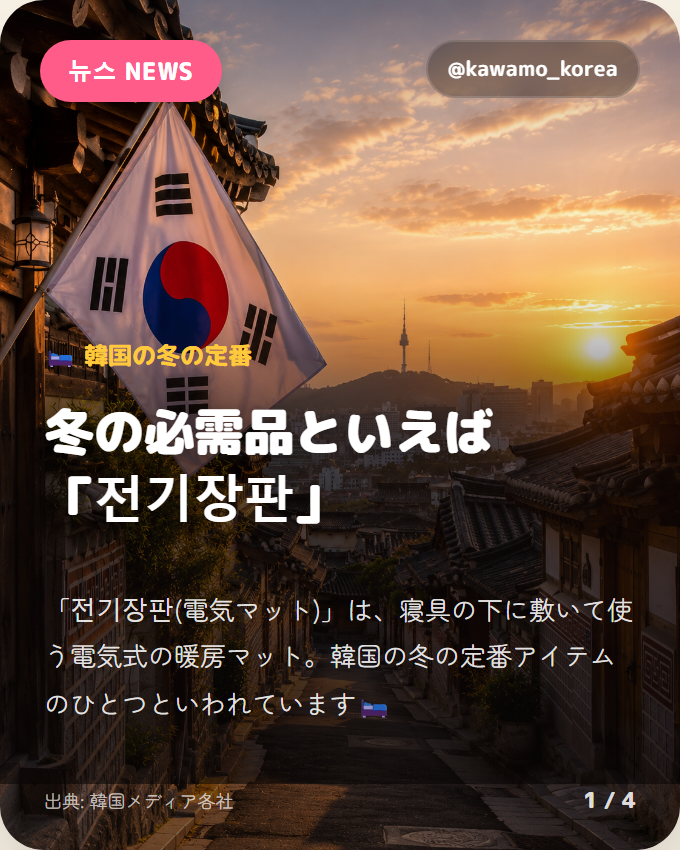 뉴스 NEWS
@kawamo_korea
🛏️ 韓国の冬の定番
冬の必需品といえば
「전기장판」
「전기장판(電気マット)」は、寝具の下に敷いて使
う電気式の暖房マット。韓国の冬の定番アイテム
のひとつといわれています🛏️
出典: 韓国メディア各社
1 / 4